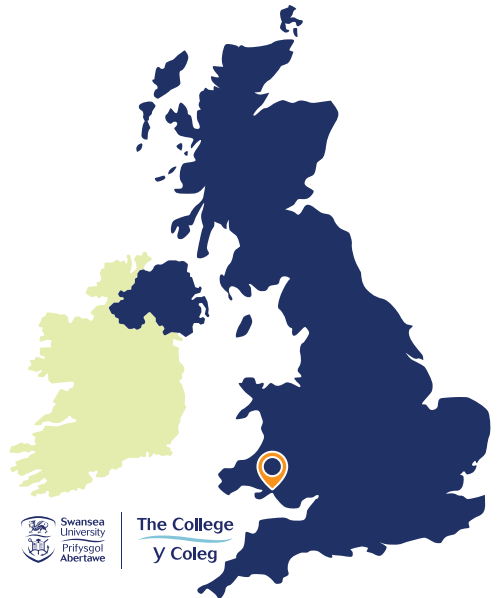 Swansea
University
Prifysgol
Abertawe
The College
Y Coleg